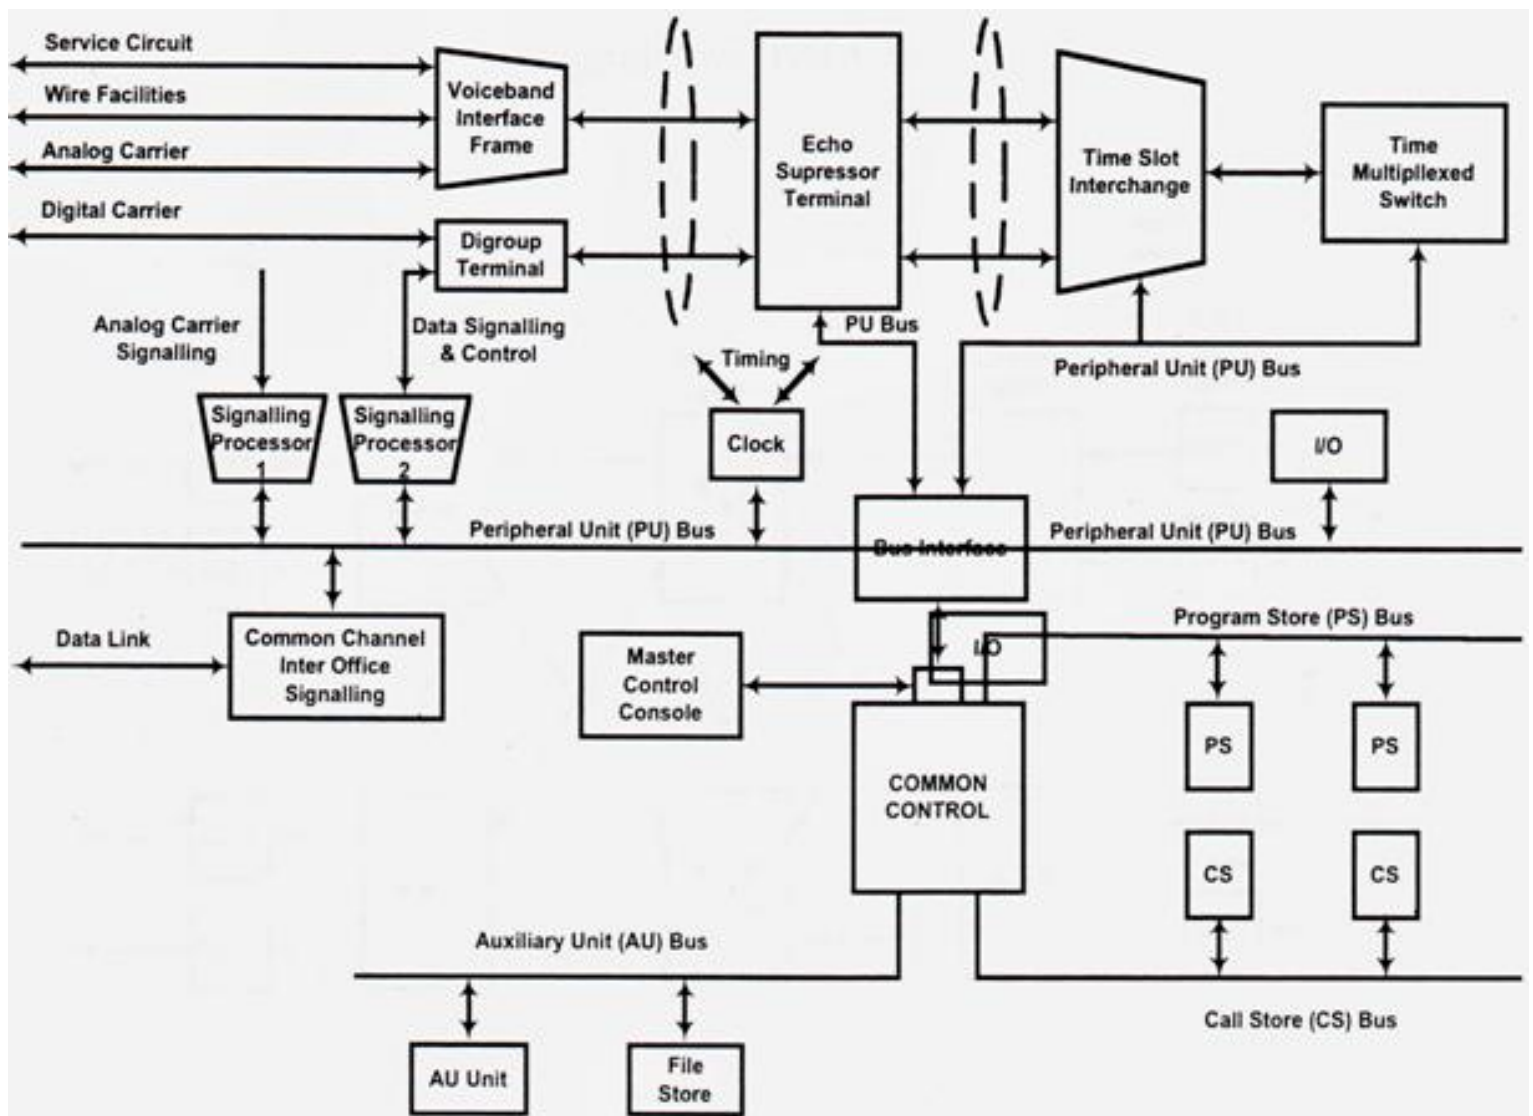 Service Circuit
Wire Facilities
Analog Carrier
Digital Carrier
Voiceband
Interface
Frame
Digroup
Terminal
Echo
Supressor
Terminal
Time Slot
Interchange
Time
Multipllexed
Switch
Analog Carrier
Signalling
Data Signalling
& Control
PU Bus
Timing
Peripheral Unit (PU) Bus
Signalling
Processor
1
Signalling
Processor
2
Clock
I/O
Peripheral Unit (PU) Bus
Bus Interface
Peripheral Unit (PU) Bus
Data Link
Common Channel
Inter Office
Signalling
Master
Control
Console
I/O
Program Store (PS) Bus
PS
PS
COMMON
CONTROL
CS
CS
Auxiliary Unit (AU) Bus
Call Store (CS) Bus
AU Unit
File
Store